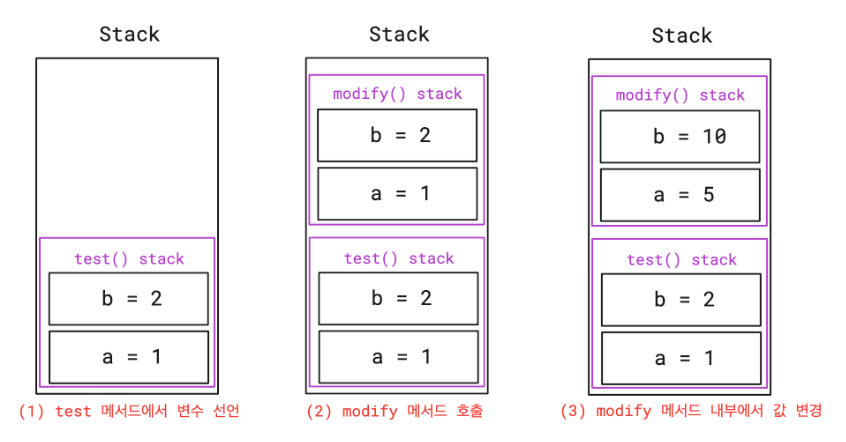 Stack
test() stack
b = 2
a = 1
(1) test 메서드에서 변수 선언
Stack
modify() stack
b = 2
a = 1
test() stack
b = 2
a = 1
(2) modify 메서드 호출
Stack
modify() stack
b = 10
a = 5
test() stack
b = 2
a = 1
(3) modify 메서드 내부에서 값 변경